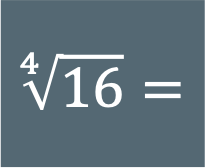 ∜16 =